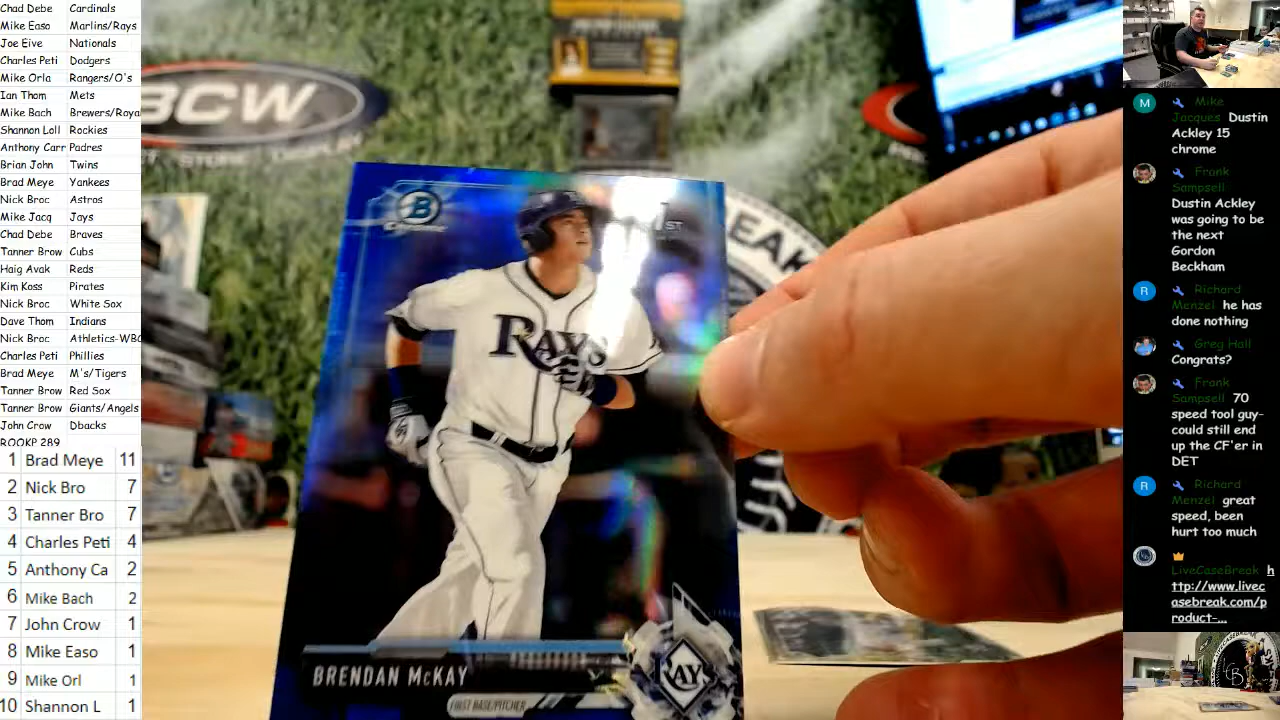 Chad Debe Cardinals
Mike Easo Marlins/Rays
Joe Eive Nationals
Charles Peti Dodgers
Mike Orla Rangers/O's
Ian Thom Mets
Mike Bach Brewers/Roya
Shannon Loll Rockies
Anthony Carr Padres
Brian John Twins
Brad Meye Yankees
Nick Broc Astros
Mike Jacq Jays
Chad Debe Braves
Tanner Brow Cubs
Haig Avak Reds
Kim Koss Pirates
Nick Broc White Sox
Dave Thom Indians
Nick Broc Athletics-WBC
Charles Peti Phillies
Brad Meye M's/Tigers
Tanner Brow Red Sox
Tanner Brow Giants/Angels
John Crow Dbacks
ROOKP 289
1 Brad Meye 11
2 Nick Bro 7
3 Tanner Bro 7
4 Charles Peti 4
5 Anthony Ca 2
6 Mike Bach 2
7 John Crow 1
8 Mike Easo 1
9 Mike Orl 1
10 Shannon L 1
BCW
BREAK
B
1ST
RAYS
BRENDAN McKAY
FIRST BASE/PITCHER
RAYS
M
Mike
Jacques Dustin
Ackley 15
chrome
Frank
Sampsell
Dustin Ackley
was going to be
the next
Gordon
Beckham
R
Richard
Menzel he has
done nothing
Greg Hall
Congrats?
Frank
Sampsell 70
speed tool guy-
could still end
up the CF'er in
DET
R
Richard
Menzel great
speed, been
hurt too much
LiveCaseBreak h
ttp://www.livec
asebreak.com/p
roduct-...